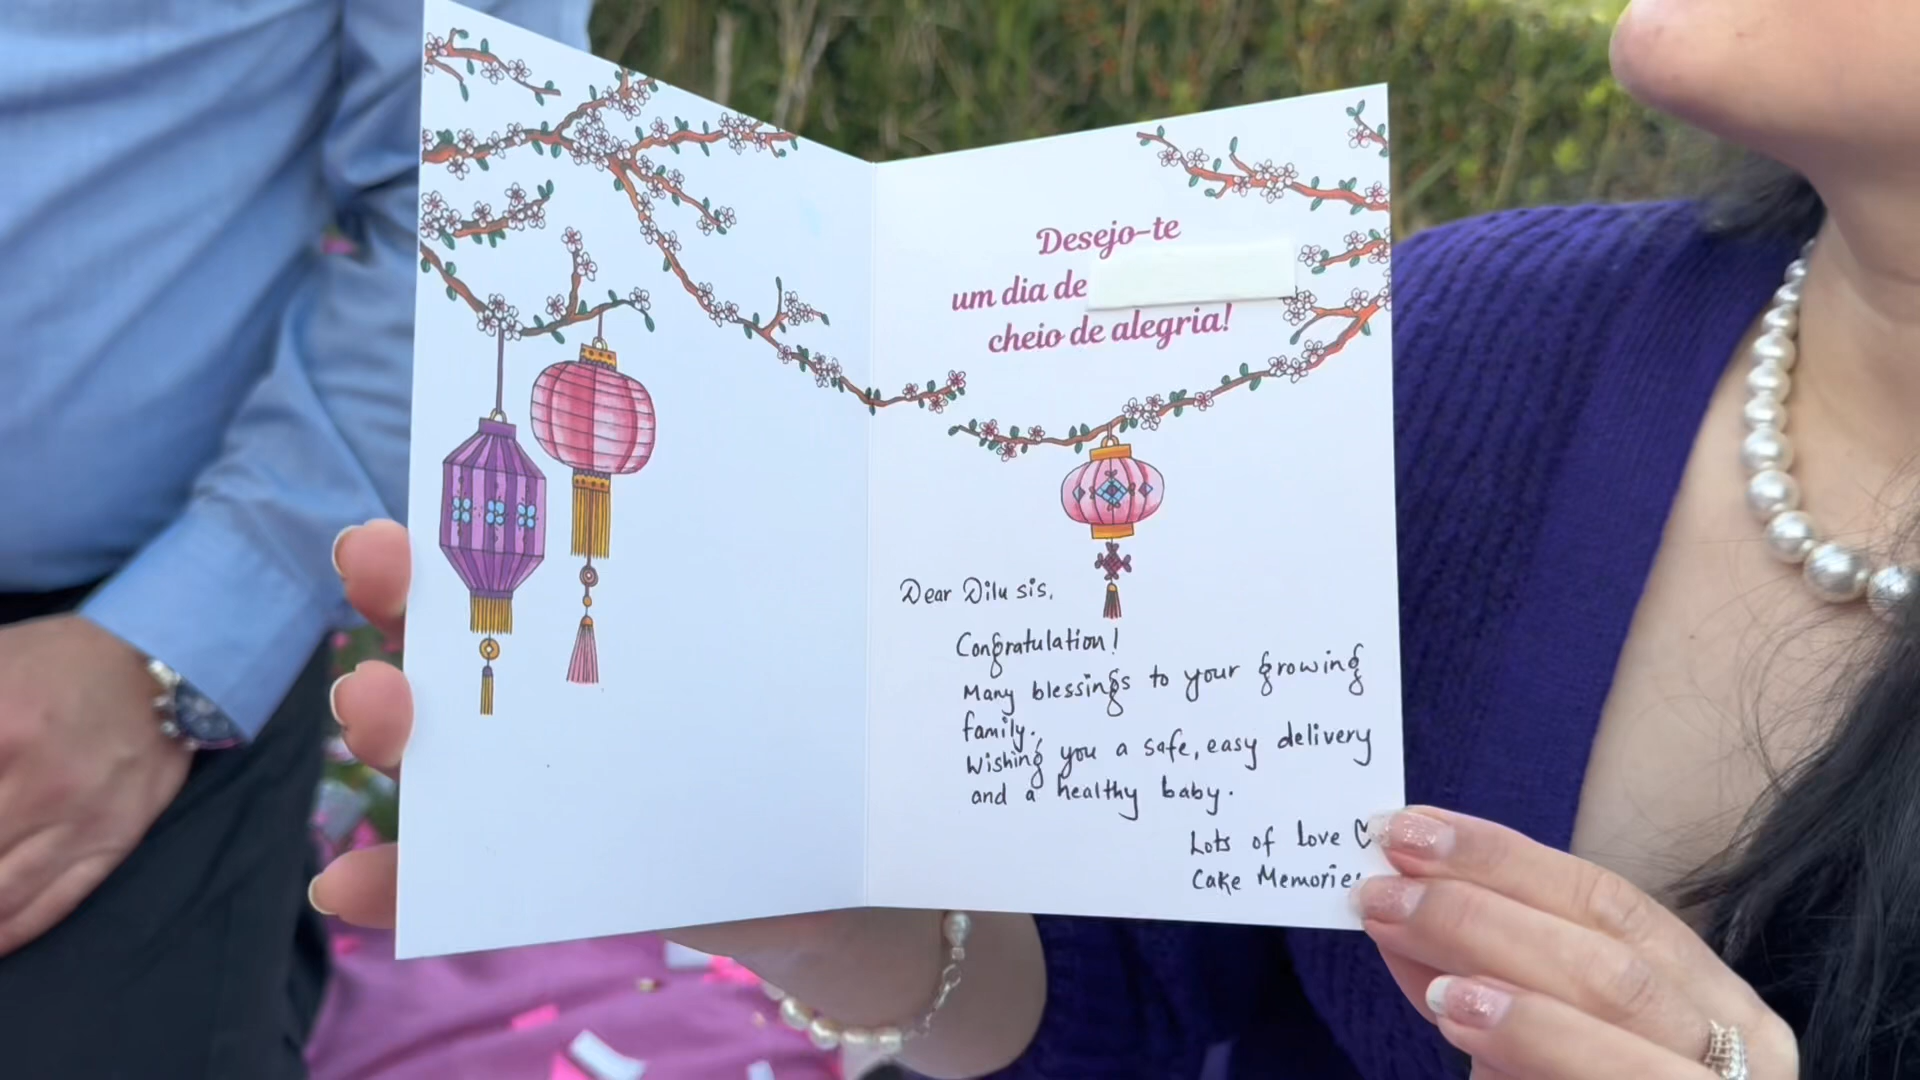 Desejo-te
um dia de
cheio de alegria!
Dear Dilu sis,
Congratulation!
Many blessings to your growing
family.
Wishing you a safe, easy delivery
and a healthy baby.
Lots of love
Cake Memories